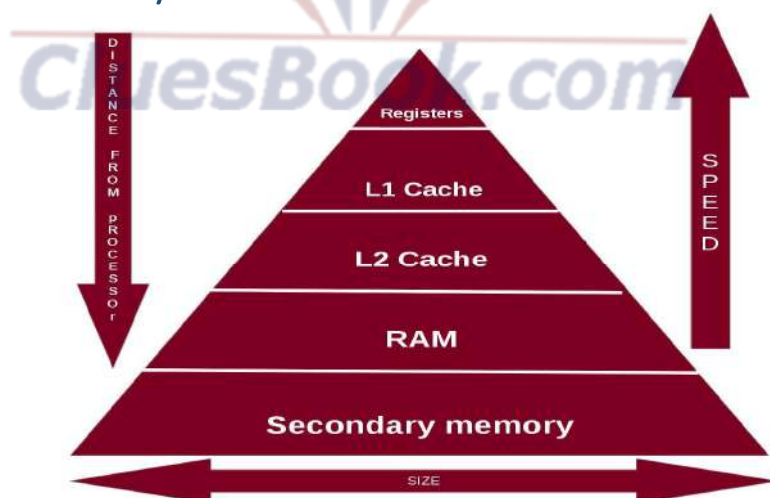 CluesBook.com
DISTANCE FROM PROCESSOr
Registers
L1 Cache
L2 Cache
RAM
Secondary memory
SPEED
SIZE